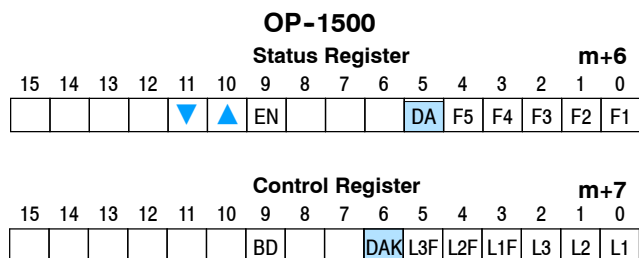 OP-1500
Status Register m+6
15 14 13 12 11 10 9 8 7 6 5 4 3 2 1 0
▼ ▲ EN DA F5 F4 F3 F2 F1
Control Register m+7
15 14 13 12 11 10 9 8 7 6 5 4 3 2 1 0
BD DAK L3F L2F L1F L3 L2 L1